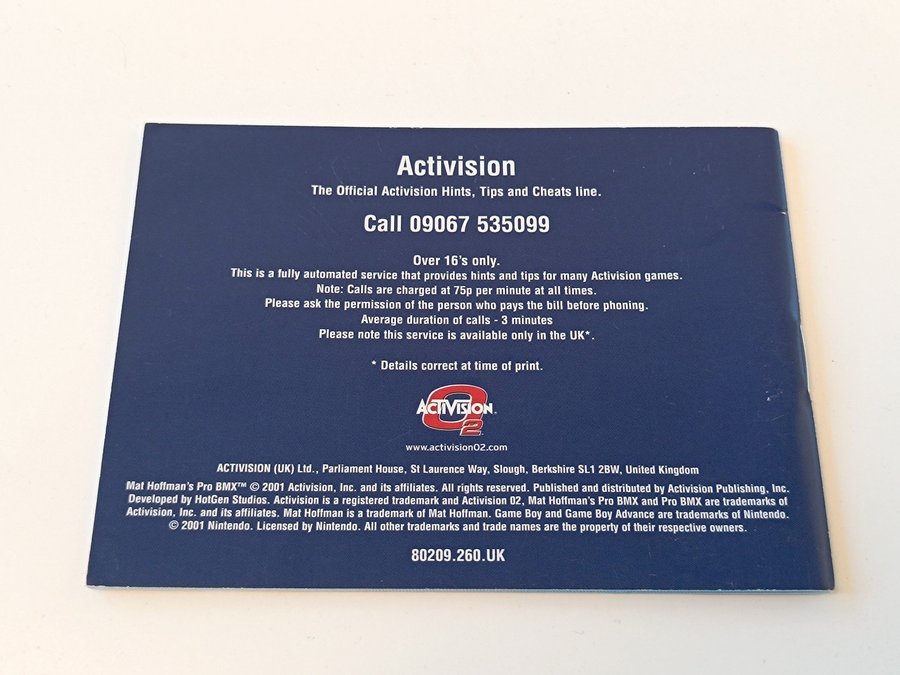 Activision
The Official Activision Hints, Tips and Cheats line.
Call 09067 535099
Over 16's only.
This is a fully automated service that provides hints and tips for many Activision games.
Note: Calls are charged at 75p per minute at all times.
Please ask the permission of the person who pays the bill before phoning.
Average duration of calls - 3 minutes
Please note this service is available only in the UK*.
* Details correct at time of print.
ACTIVISION
O2
www.activisionO2.com
ACTIVISION (UK) Ltd., Parliament House, St Laurence Way, Slough, Berkshire SL1 2BW, United Kingdom
Mat Hoffman's Pro BMX™ © 2001 Activision, Inc. and its affiliates. All rights reserved. Published and distributed by Activision Publishing, Inc.
Developed by HotGen Studios. Activision is a registered trademark and Activision O2, Mat Hoffman's Pro BMX and Pro BMX are trademarks of
Activision, Inc. and its affiliates. Mat Hoffman is a trademark of Mat Hoffman. Game Boy and Game Boy Advance are trademarks of Nintendo.
© 2001 Nintendo. Licensed by Nintendo. All other trademarks and trade names are the property of their respective owners.
80209.260.UK